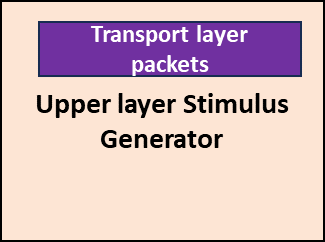 Transport layer
packets
Upper layer Stimulus
Generator